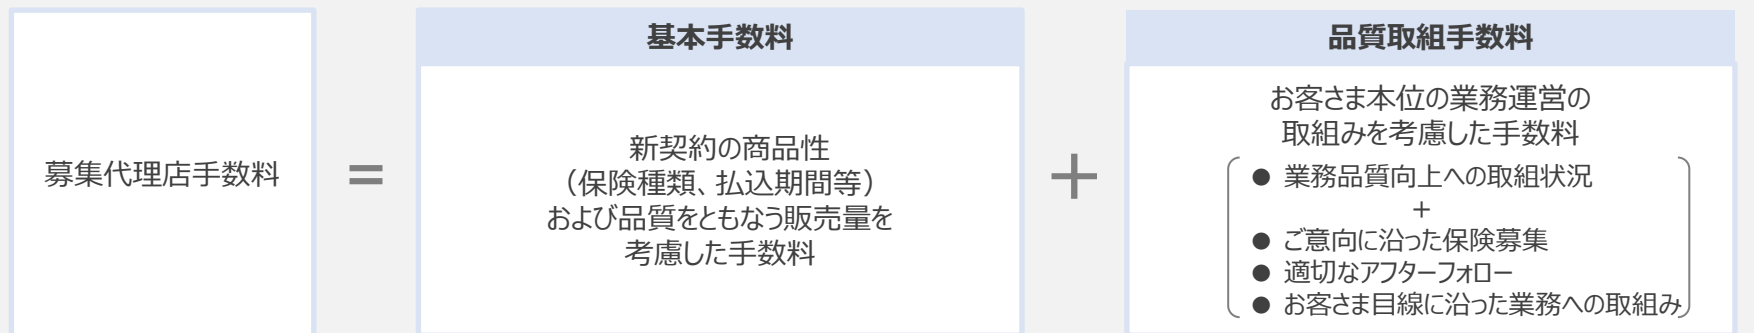 募集代理店手数料
=
基本手数料
新契約の商品性
(保険種類、払込期間等)
および品質をともなう販売量を
考慮した手数料
+
品質取組手数料
お客さま本位の業務運営の
取組みを考慮した手数料
● 業務品質向上への取組状況
+
● ご意向に沿った保険募集
● 適切なアフターフォロー
● お客さま目線に沿った業務への取組み